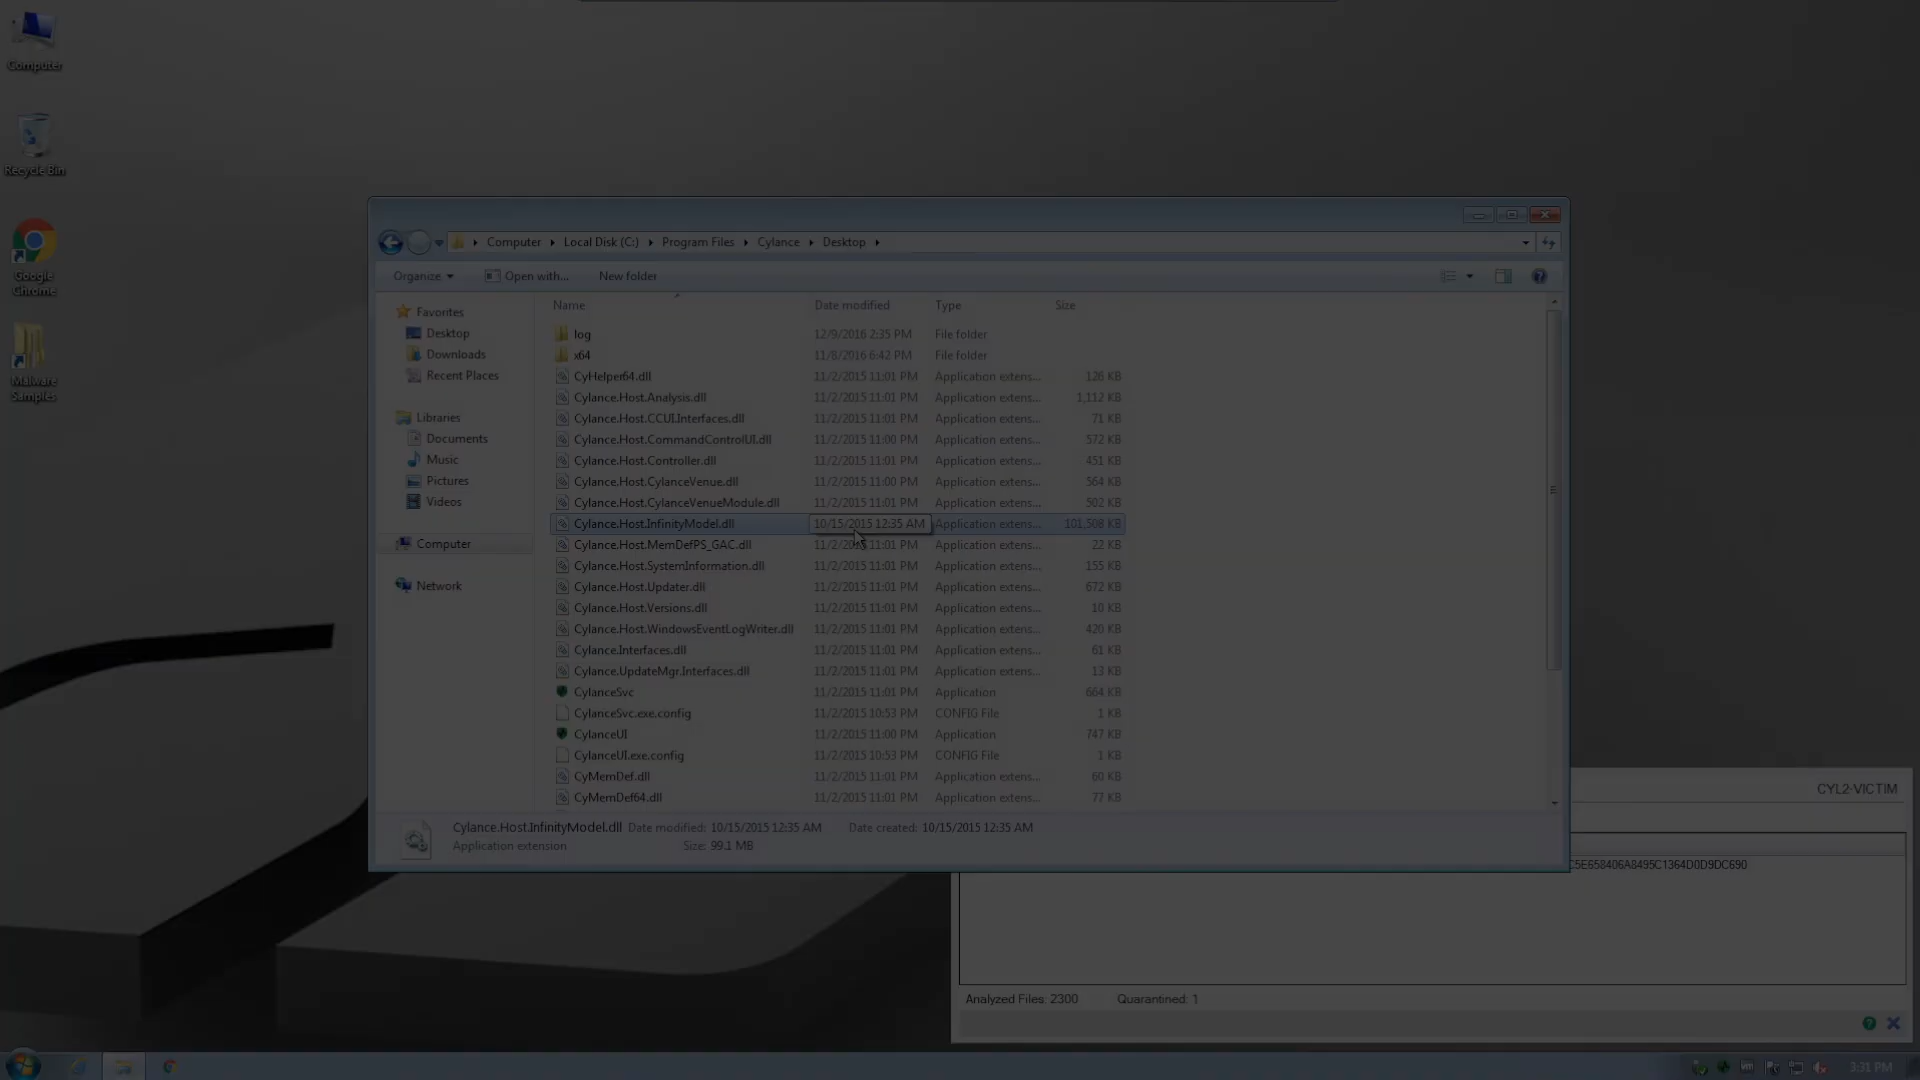 Computer
Recycle Bin
Google
Chrome
Malware
Samples
Computer Local Disk (C:) Program Files Cylance Desktop
Organize Open with... New folder
Favorites
Desktop
Downloads
Recent Places
Libraries
Documents
Music
Pictures
Videos
Computer
Network
Name Date modified Type Size
log 12/9/2016 2:35 PM File folder
x64 11/8/2016 6:42 PM File folder
CyHelper64.dll 11/2/2015 11:01 PM Application extens... 126 KB
Cylance.Host.Analysis.dll 11/2/2015 11:01 PM Application extens... 1,112 KB
Cylance.Host.CCUI.Interfaces.dll 11/2/2015 11:01 PM Application extens... 71 KB
Cylance.Host.CommandControlUI.dll 11/2/2015 11:00 PM Application extens... 572 KB
Cylance.Host.Controller.dll 11/2/2015 11:01 PM Application extens... 451 KB
Cylance.Host.CylanceVenue.dll 11/2/2015 11:00 PM Application extens... 564 KB
Cylance.Host.CylanceVenueModule.dll 11/2/2015 11:01 PM Application extens... 502 KB
Cylance.Host.InfinityModel.dll 10/15/2015 12:35 AM Application extens... 101,508 KB
Cylance.Host.MemDefPS_GAC.dll 11/2/2015 11:01 PM Application extens... 22 KB
Cylance.Host.SystemInformation.dll 11/2/2015 11:01 PM Application extens... 155 KB
Cylance.Host.Updater.dll 11/2/2015 11:01 PM Application extens... 672 KB
Cylance.Host.Versions.dll 11/2/2015 11:01 PM Application extens... 10 KB
Cylance.Host.WindowsEventLogWriter.dll 11/2/2015 11:01 PM Application extens... 420 KB
Cylance.Interfaces.dll 11/2/2015 11:01 PM Application extens... 61 KB
Cylance.UpdateMgr.Interfaces.dll 11/2/2015 11:01 PM Application extens... 13 KB
CylanceSvc 11/2/2015 11:01 PM Application 664 KB
CylanceSvc.exe.config 11/2/2015 10:53 PM CONFIG File 1 KB
CylanceUI 11/2/2015 11:00 PM Application 747 KB
CylanceUI.exe.config 11/2/2015 10:53 PM CONFIG File 1 KB
CyMemDef.dll 11/2/2015 11:01 PM Application extens... 60 KB
CyMemDef64.dll 11/2/2015 11:01 PM Application extens... 77 KB
Cylance.Host.InfinityModel.dll Date modified: 10/15/2015 12:35 AM Date created: 10/15/2015 12:35 AM
Application extension Size: 99.1 MB
CYL2-VICTIM
C5E658406A8495C1364D0D9DC690
Analyzed Files: 2300 Quarantined: 1
3:31 PM